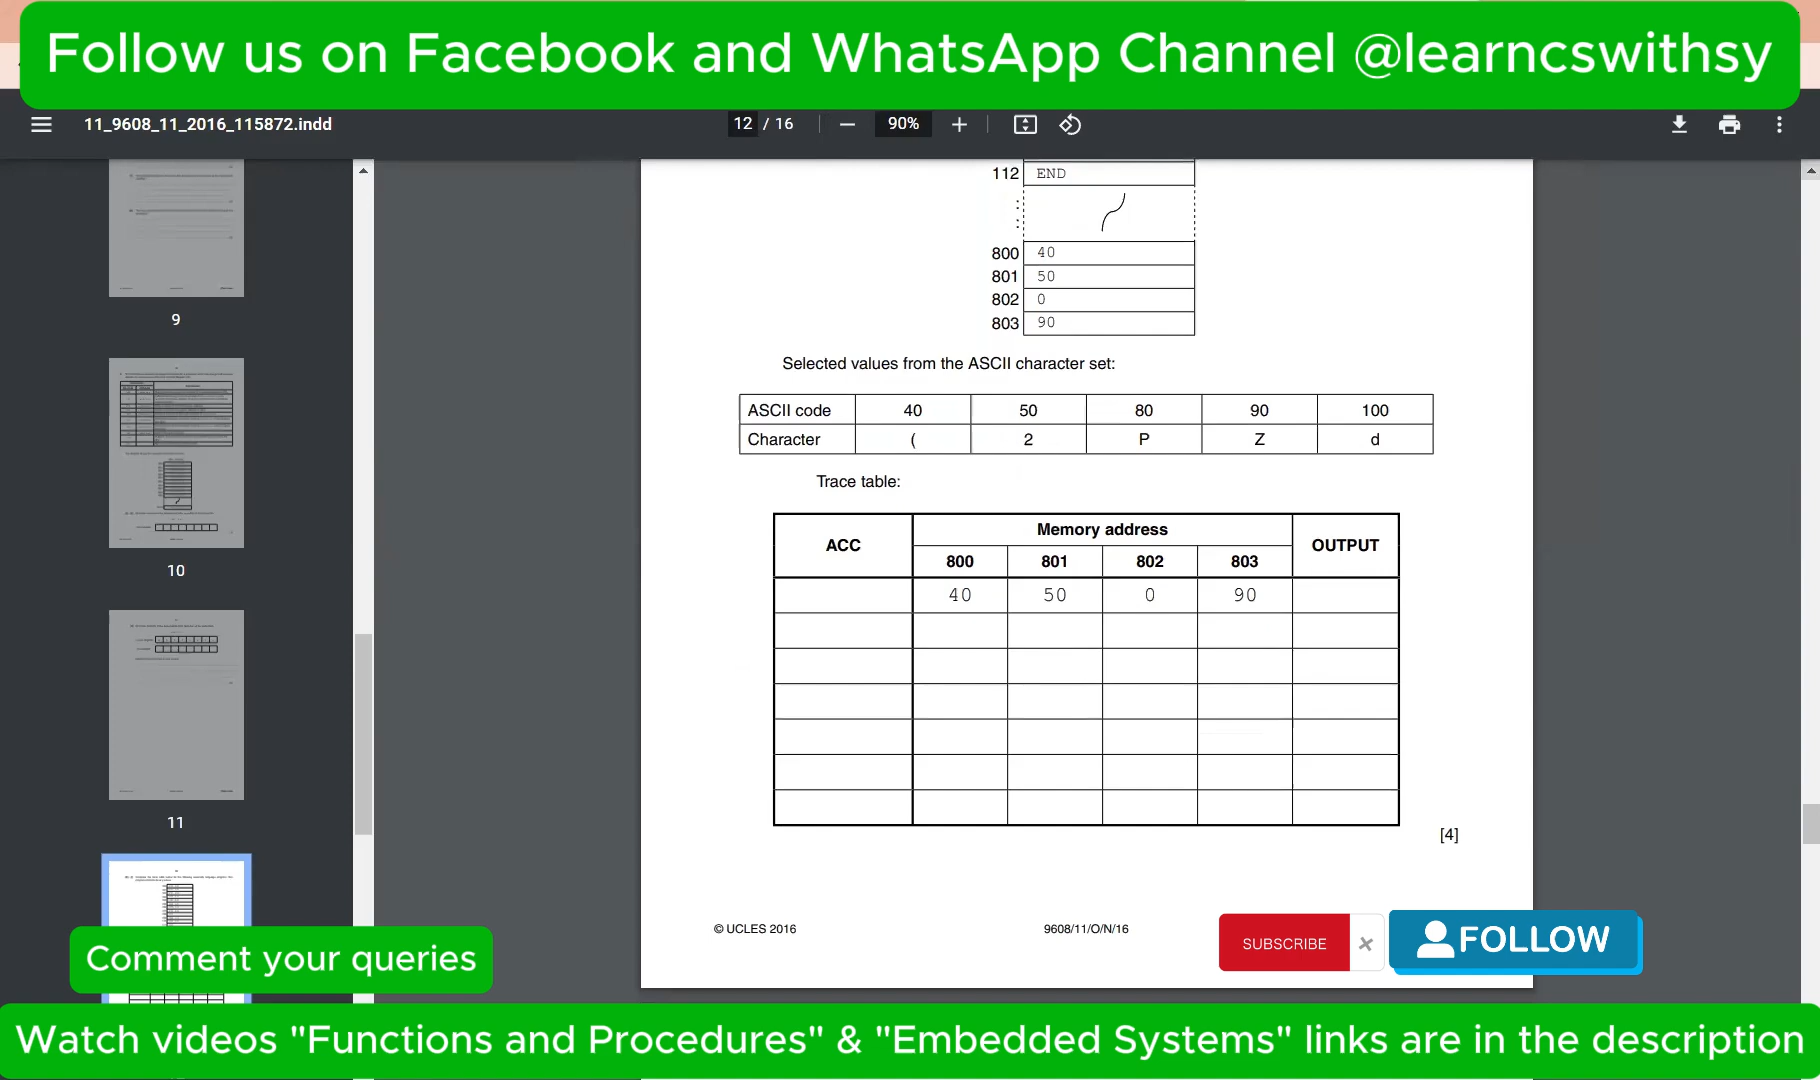 Follow us on Facebook and WhatsApp Channel @learncswithsy
11_9608_11_2016_115872.indd
12 / 16
90%
9
10
11
112 END
800 40
801 50
802 0
803 90
Selected values from the ASCII character set:
ASCII code 40 50 80 90 100
Character ( 2 P Z d
Trace table:
ACC Memory address OUTPUT
800 801 802 803
40 50 0 90
[4]
© UCLES 2016 9608/11/O/N/16
SUBSCRIBE
FOLLOW
Comment your queries
Watch videos "Functions and Procedures" & "Embedded Systems" links are in the description